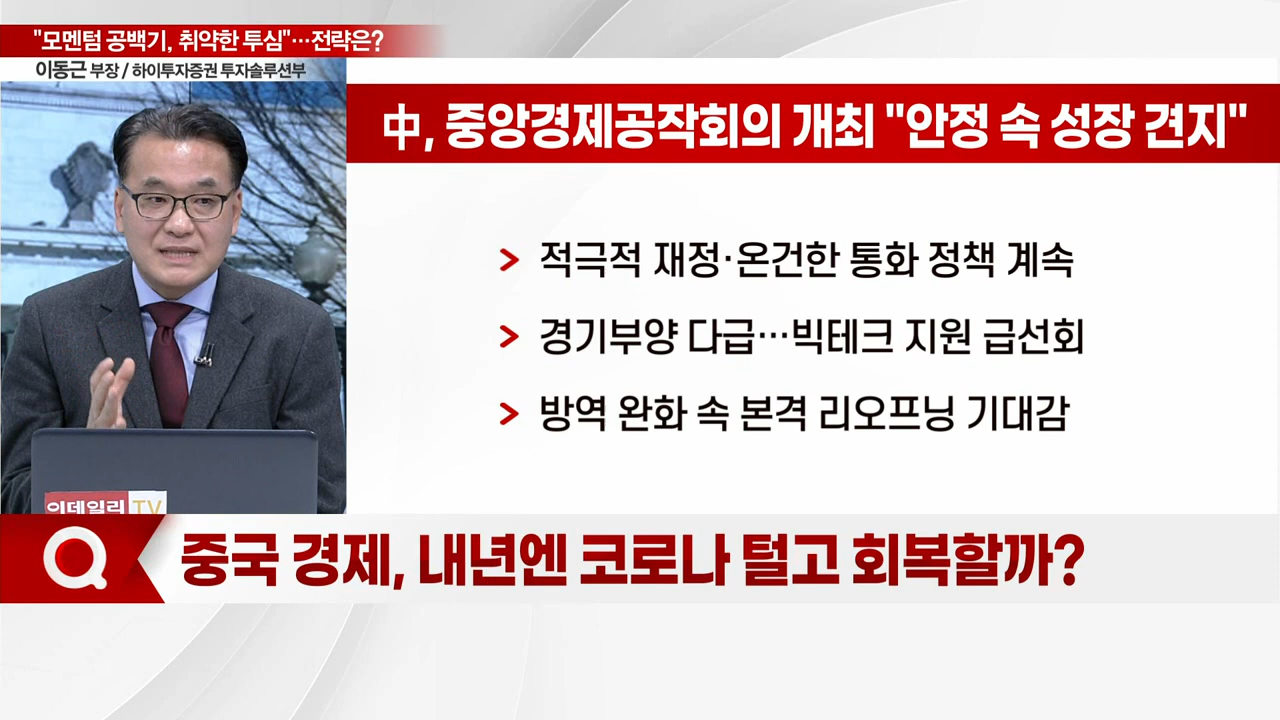 "모멘텀 공백기, 취약한 투심"…전략은?
이동근 부장 / 하이투자증권 투자솔루션부
中, 중앙경제공작회의 개최 "안정 속 성장 견지"
> 적극적 재정·온건한 통화 정책 계속
> 경기부양 다급…빅테크 지원 급선회
> 방역 완화 속 본격 리오프닝 기대감
이데일리 TV
Q 중국 경제, 내년엔 코로나 털고 회복할까?